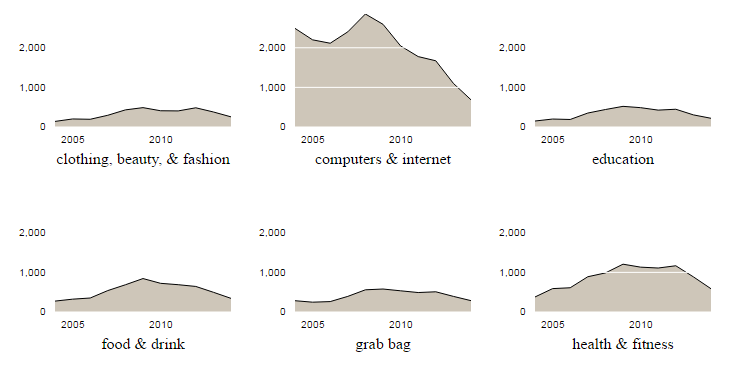 2,000 2,000 2,000
1,000 1,000 1,000
0 0 0
2005 2010 2005 2010 2005 2010
clothing, beauty, & fashion computers & internet education
2,000 2,000 2,000
1,000 1,000 1,000
0 0 0
2005 2010 2005 2010 2005 2010
food & drink grab bag health & fitness